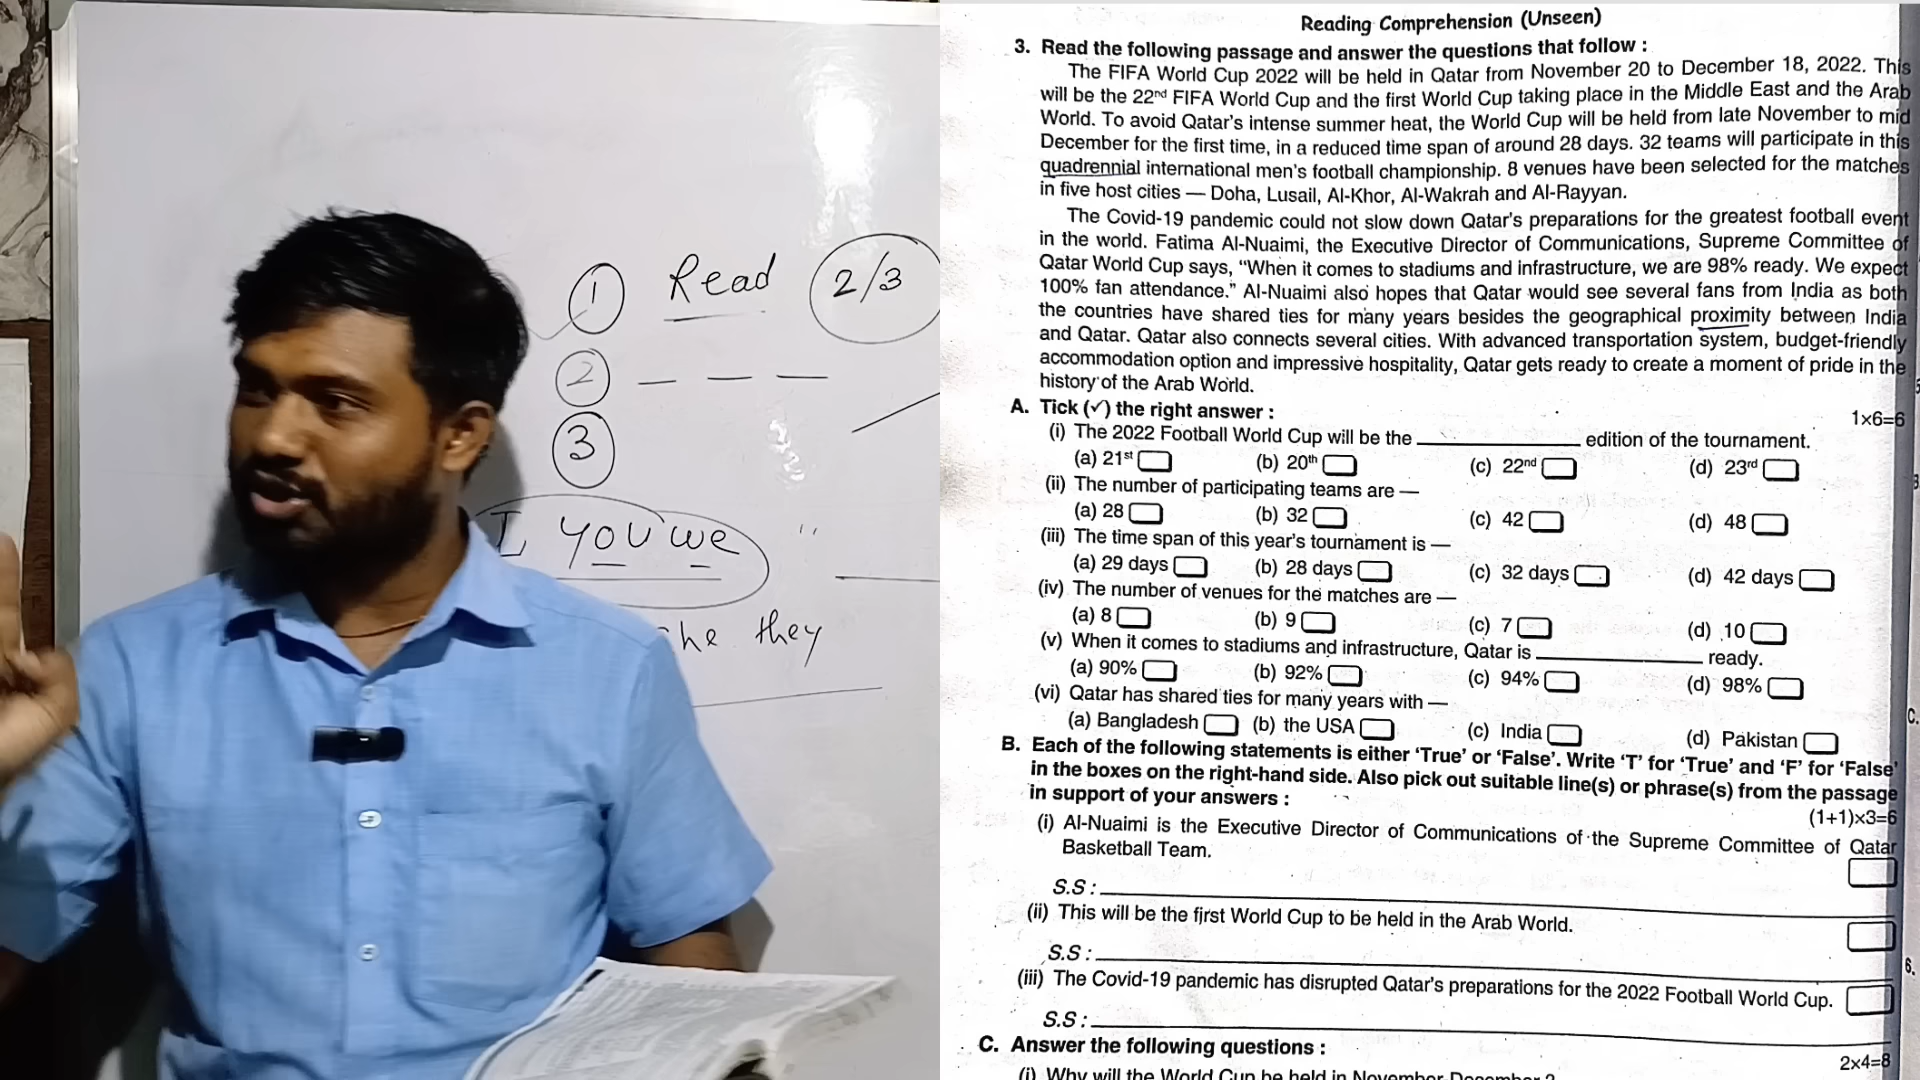 ① Read 2/3
② — — —
③
I you we "
he they
Reading Comprehension (Unseen)
3. Read the following passage and answer the questions that follow :
The FIFA World Cup 2022 will be held in Qatar from November 20 to December 18, 2022. This
will be the 22nd FIFA World Cup and the first World Cup taking place in the Middle East and the Arab
World. To avoid Qatar's intense summer heat, the World Cup will be held from late November to mid
December for the first time, in a reduced time span of around 28 days. 32 teams will participate in this
quadrennial international men's football championship. 8 venues have been selected for the matches
in five host cities — Doha, Lusail, Al-Khor, Al-Wakrah and Al-Rayyan.
The Covid-19 pandemic could not slow down Qatar's preparations for the greatest football event
in the world. Fatima Al-Nuaimi, the Executive Director of Communications, Supreme Committee of
Qatar World Cup says, "When it comes to stadiums and infrastructure, we are 98% ready. We expect
100% fan attendance." Al-Nuaimi also hopes that Qatar would see several fans from India as both
the countries have shared ties for many years besides the geographical proximity between India
and Qatar. Qatar also connects several cities. With advanced transportation system, budget-friendly
accommodation option and impressive hospitality, Qatar gets ready to create a moment of pride in the
history of the Arab World.
A. Tick (✓) the right answer : 1×6=6
(i) The 2022 Football World Cup will be the ____________ edition of the tournament.
(a) 21st (b) 20th (c) 22nd (d) 23rd
(ii) The number of participating teams are —
(a) 28 (b) 32 (c) 42 (d) 48
(iii) The time span of this year's tournament is —
(a) 29 days (b) 28 days (c) 32 days (d) 42 days
(iv) The number of venues for the matches are —
(a) 8 (b) 9 (c) 7 (d) 10
(v) When it comes to stadiums and infrastructure, Qatar is ____________ ready.
(a) 90% (b) 92% (c) 94% (d) 98%
(vi) Qatar has shared ties for many years with —
(a) Bangladesh (b) the USA (c) India (d) Pakistan
B. Each of the following statements is either 'True' or 'False'. Write 'T' for 'True' and 'F' for 'False'
in the boxes on the right-hand side. Also pick out suitable line(s) or phrase(s) from the passage
in support of your answers : (1+1)×3=6
(i) Al-Nuaimi is the Executive Director of Communications of the Supreme Committee of Qatar
Basketball Team.
S.S : ____________
(ii) This will be the first World Cup to be held in the Arab World.
S.S : ____________
(iii) The Covid-19 pandemic has disrupted Qatar's preparations for the 2022 Football World Cup.
S.S : ____________
C. Answer the following questions : 2×4=8
(i) Why will the World Cup be held in November-December ?